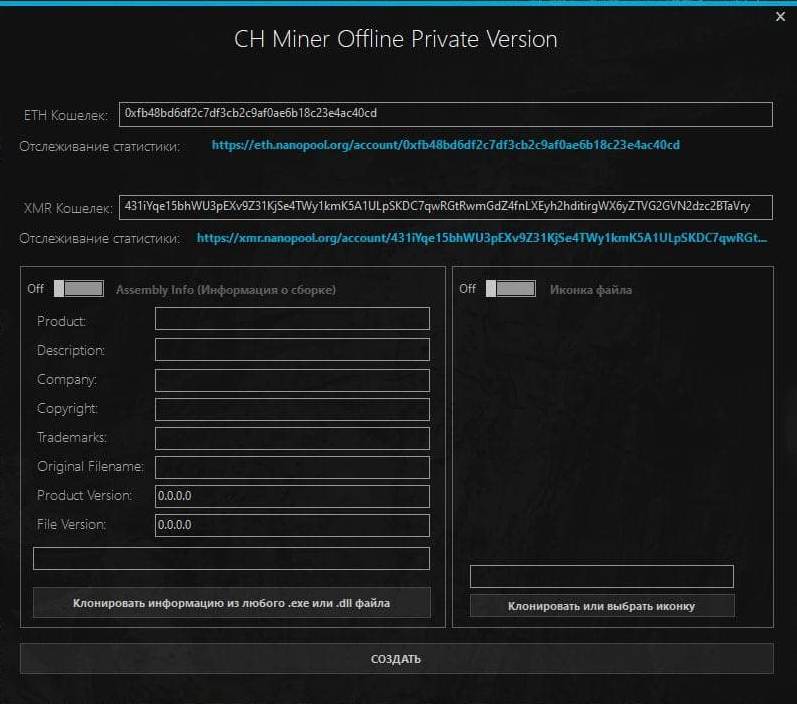 CH Miner Offline Private Version
ETH Кошелек: 0xfb48bd6df2c7df3cb2c9af0ae6b18c23e4ac40cd
Отслеживание статистики: https://eth.nanopool.org/account/0xfb48bd6df2c7df3cb2c9af0ae6b18c23e4ac40cd
XMR Кошелек: 431iYqe15bhWU3pEXv9Z31KjSe4TWy1kmK5A1ULpSKDC7qwRGtRwmGdZ4fnLXEyh2hditirgWX6yZTVG2GVN2dzc2BTaVry
Отслеживание статистики: https://xmr.nanopool.org/account/431iYqe15bhWU3pEXv9Z31KjSe4TWy1kmK5A1ULpSKDC7qwRGt...
Off Assembly Info (Информация о сборке)
Product:
Description:
Company:
Copyright:
Trademarks:
Original Filename:
Product Version: 0.0.0.0
File Version: 0.0.0.0
Клонировать информацию из любого .exe или .dll файла
Off Иконка файла
Клонировать или выбрать иконку
СОЗДАТЬ